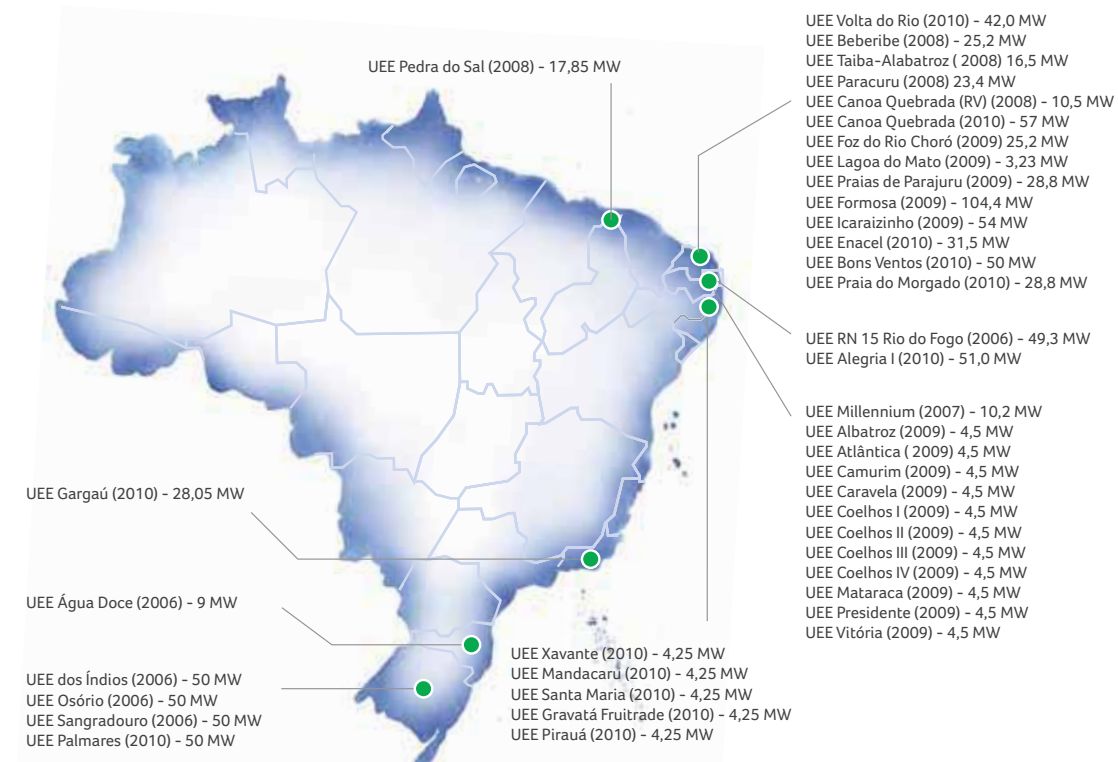 UEE Pedra do Sal (2008) - 17,85 MW
UEE Volta do Rio (2010) - 42,0 MW
UEE Beberibe (2008) - 25,2 MW
UEE Taiba-Alabatroz ( 2008) 16,5 MW
UEE Paracuru (2008) 23,4 MW
UEE Canoa Quebrada (RV) (2008) - 10,5 MW
UEE Canoa Quebrada (2010) - 57 MW
UEE Foz do Rio Choró (2009) 25,2 MW
UEE Lagoa do Mato (2009) - 3,23 MW
UEE Praias de Parajuru (2009) - 28,8 MW
UEE Formosa (2009) - 104,4 MW
UEE Icaraizinho (2009) - 54 MW
UEE Enacel (2010) - 31,5 MW
UEE Bons Ventos (2010) - 50 MW
UEE Praia do Morgado (2010) - 28,8 MW
UEE RN 15 Rio do Fogo (2006) - 49,3 MW
UEE Alegria I (2010) - 51,0 MW
UEE Millennium (2007) - 10,2 MW
UEE Albatroz (2009) - 4,5 MW
UEE Atlântica ( 2009) 4,5 MW
UEE Camurim (2009) - 4,5 MW
UEE Caravela (2009) - 4,5 MW
UEE Coelhos I (2009) - 4,5 MW
UEE Coelhos II (2009) - 4,5 MW
UEE Coelhos III (2009) - 4,5 MW
UEE Coelhos IV (2009) - 4,5 MW
UEE Mataraca (2009) - 4,5 MW
UEE Presidente (2009) - 4,5 MW
UEE Vitória (2009) - 4,5 MW
UEE Gargaú (2010) - 28,05 MW
UEE Água Doce (2006) - 9 MW
UEE dos Índios (2006) - 50 MW
UEE Osório (2006) - 50 MW
UEE Sangradouro (2006) - 50 MW
UEE Palmares (2010) - 50 MW
UEE Xavante (2010) - 4,25 MW
UEE Mandacaru (2010) - 4,25 MW
UEE Santa Maria (2010) - 4,25 MW
UEE Gravatá Fruitrade (2010) - 4,25 MW
UEE Pirauá (2010) - 4,25 MW